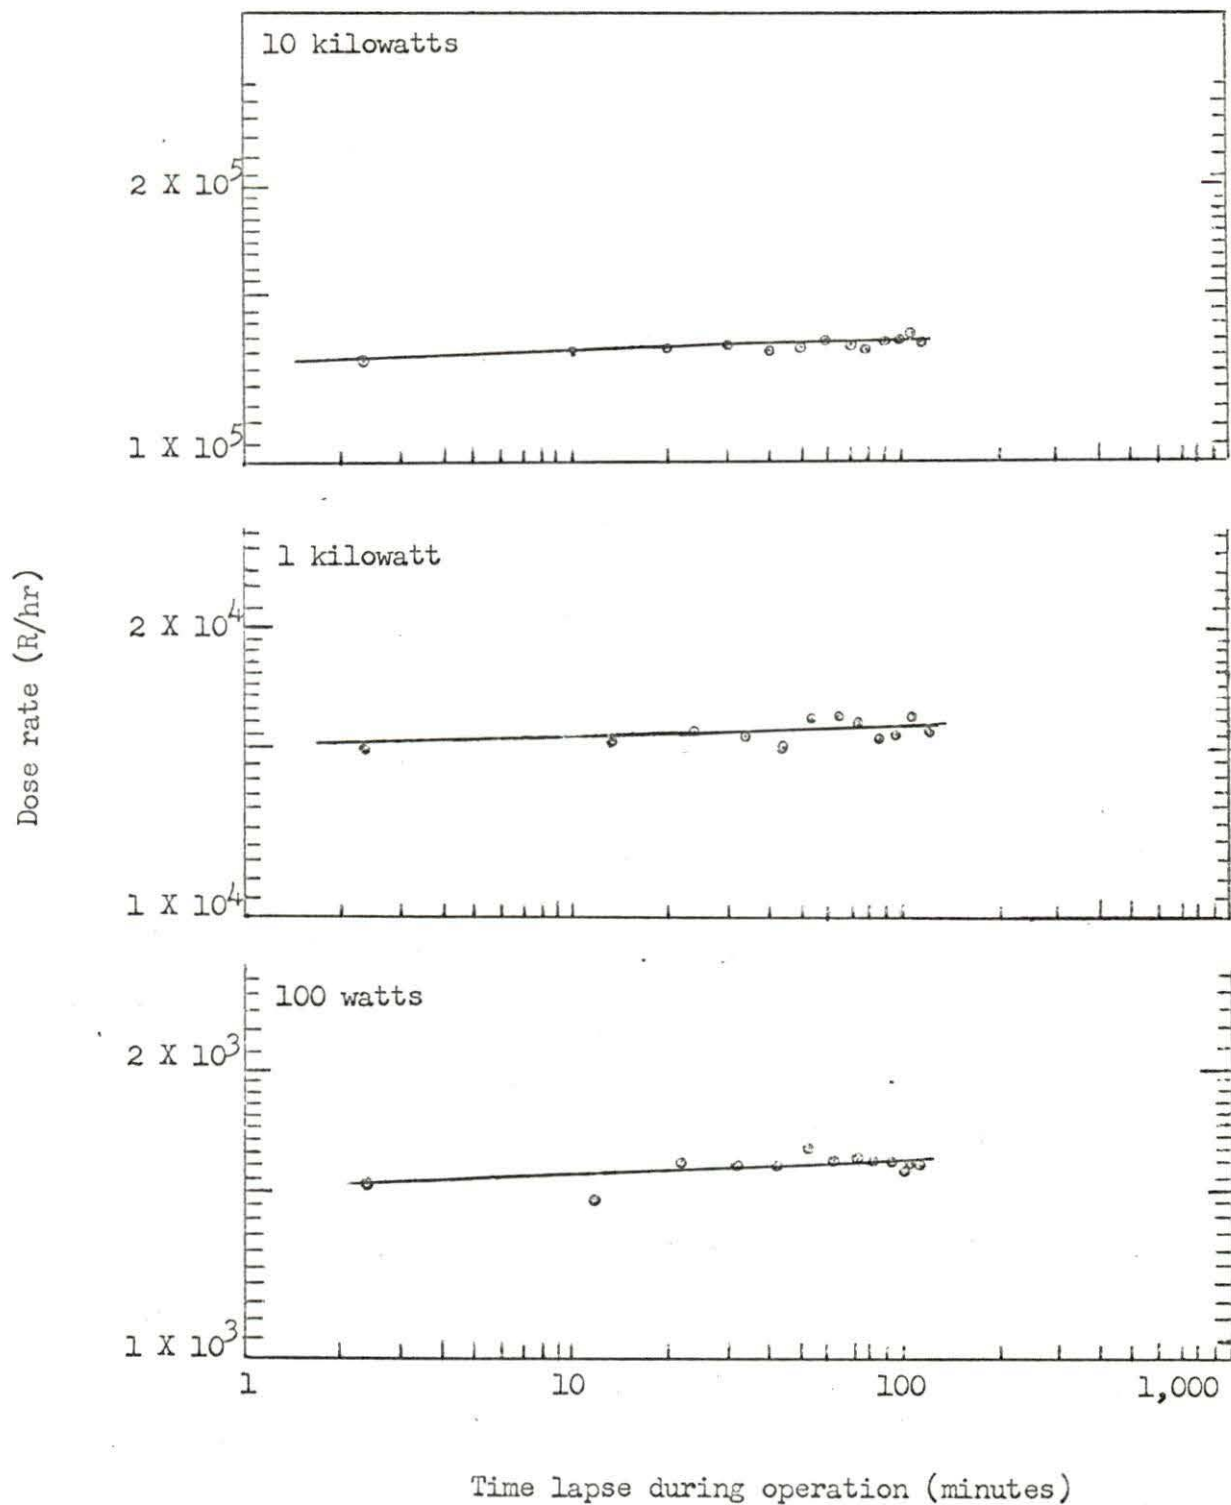 10 kilowatts
2 X 10^5
1 X 10^5
1 kilowatt
2 X 10^4
1 X 10^4
Dose rate (R/hr)
100 watts
2 X 10^3
1 X 10^3
1 10 100 1,000
Time lapse during operation (minutes)